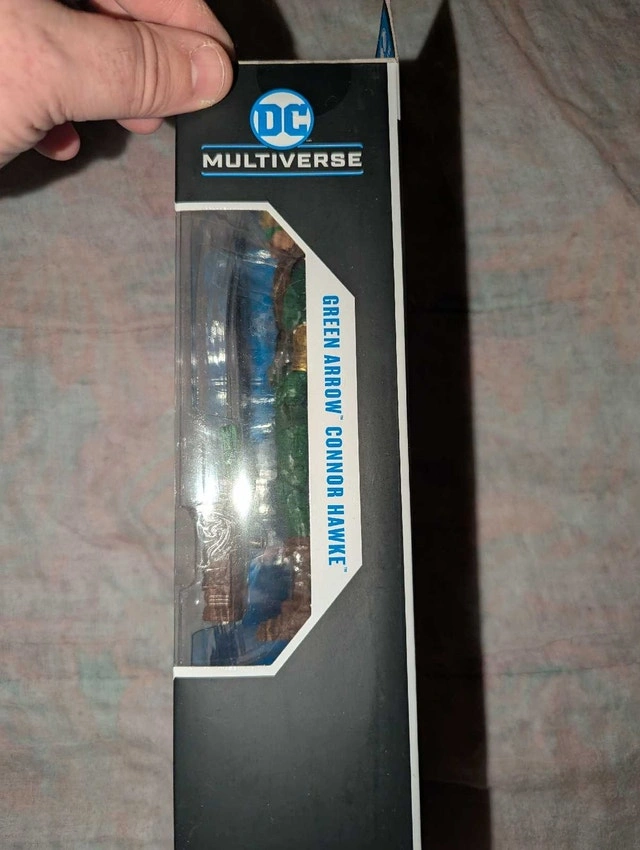 DC
MULTIVERSE
GREEN ARROW™ CONNOR HAWKE™